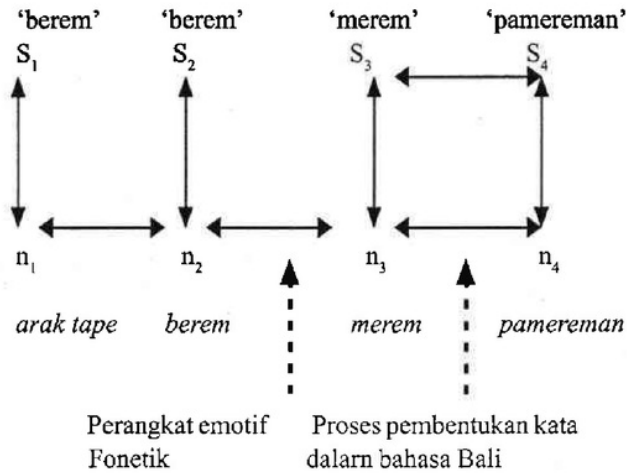 ‘berem’ ‘berem’ ‘merem’ ‘pamereman’
S₁ S₂ S₃ S₄
n₁ n₂ n₃ n₄
arak tape berem merem pamereman
Perangkat emotif Proses pembentukan kata
Fonetik dalarn bahasa Bali